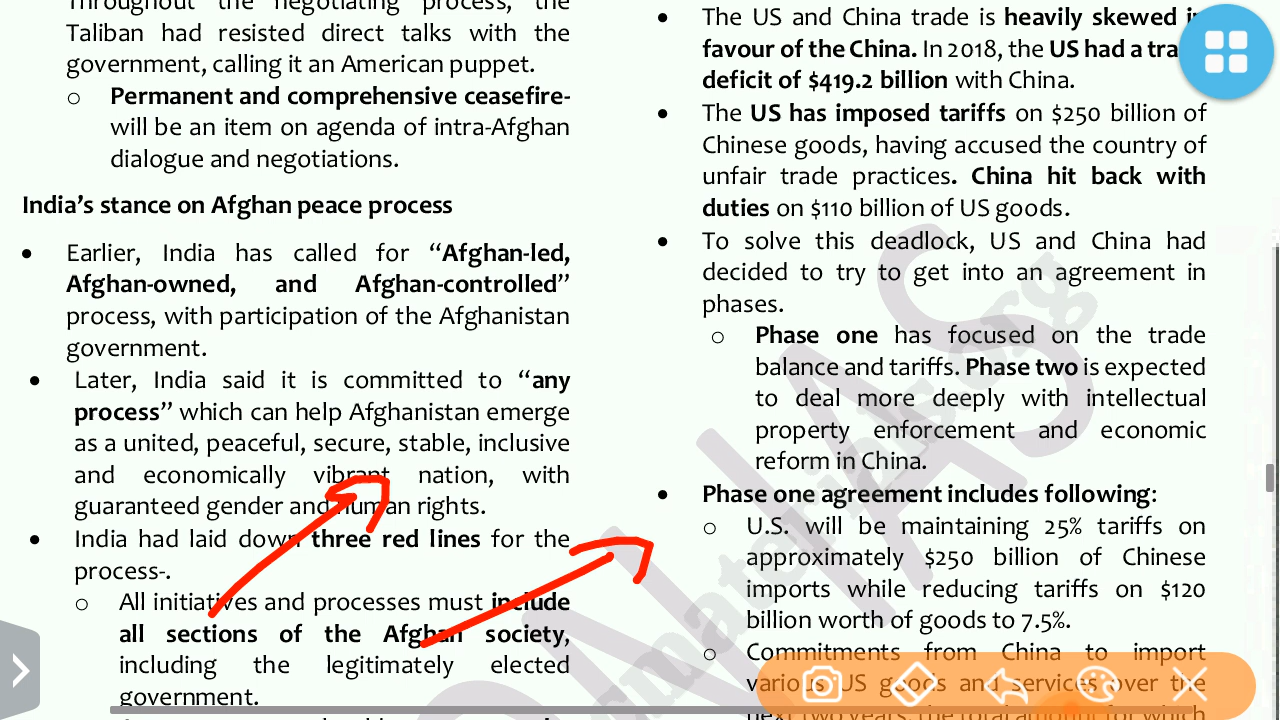 Throughout the negotiating process, the
Taliban had resisted direct talks with the
government, calling it an American puppet.
o Permanent and comprehensive ceasefire-
will be an item on agenda of intra-Afghan
dialogue and negotiations.
India's stance on Afghan peace process
• Earlier, India has called for "Afghan-led,
Afghan-owned, and Afghan-controlled"
process, with participation of the Afghanistan
government.
• Later, India said it is committed to "any
process" which can help Afghanistan emerge
as a united, peaceful, secure, stable, inclusive
and economically vibrant nation, with
guaranteed gender and human rights.
• India had laid down three red lines for the
process-.
o All initiatives and processes must include
all sections of the Afghan society,
including the legitimately elected
government.
• The US and China trade is heavily skewed in
favour of the China. In 2018, the US had a
deficit of $419.2 billion with China.
• The US has imposed tariffs on $250 billion of
Chinese goods, having accused the country of
unfair trade practices. China hit back with
duties on $110 billion of US goods.
• To solve this deadlock, US and China had
decided to try to get into an agreement in
phases.
o Phase one has focused on the trade
balance and tariffs. Phase two is expected
to deal more deeply with intellectual
property enforcement and economic
reform in China.
• Phase one agreement includes following:
o U.S. will be maintaining 25% tariffs on
approximately $250 billion of Chinese
imports while reducing tariffs on $120
billion worth of goods to 7.5%.
o Commitments from China to import
various US goods and services over the
next two years, the total amount for which